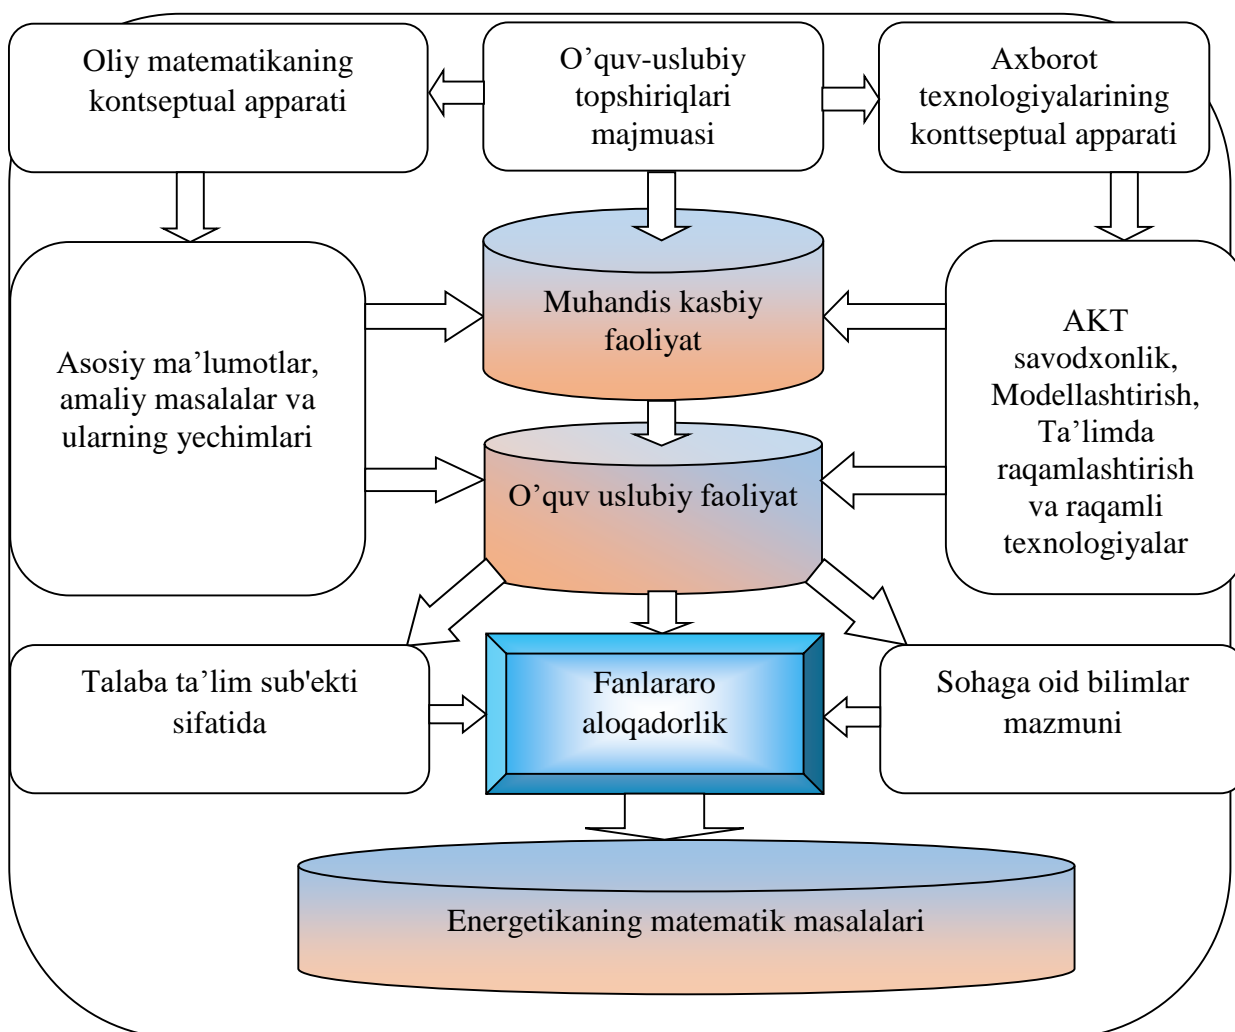 Oliy matematikaning
kontseptual apparati
O’quv-uslubiy
topshiriqlari
majmuasi
Axborot
texnologiyalarining
konttseptual apparati
Muhandis kasbiy
faoliyat
Asosiy ma’lumotlar,
amaliy masalalar va
ularning yechimlari
AKT
savodxonlik,
Modellashtirish,
Ta’limda
raqamlashtirish
va raqamli
texnologiyalar
O’quv uslubiy faoliyat
Talaba ta’lim sub'ekti
sifatida
Fanlararo
aloqadorlik
Sohaga oid bilimlar
mazmuni
Energetikaning matematik masalalari